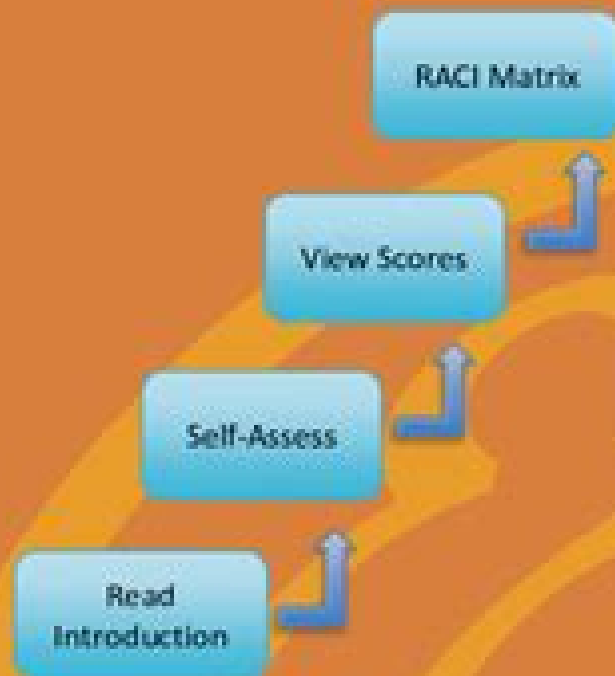 RACI Matrix
View Scores
Self-Assess
Read
Introduction